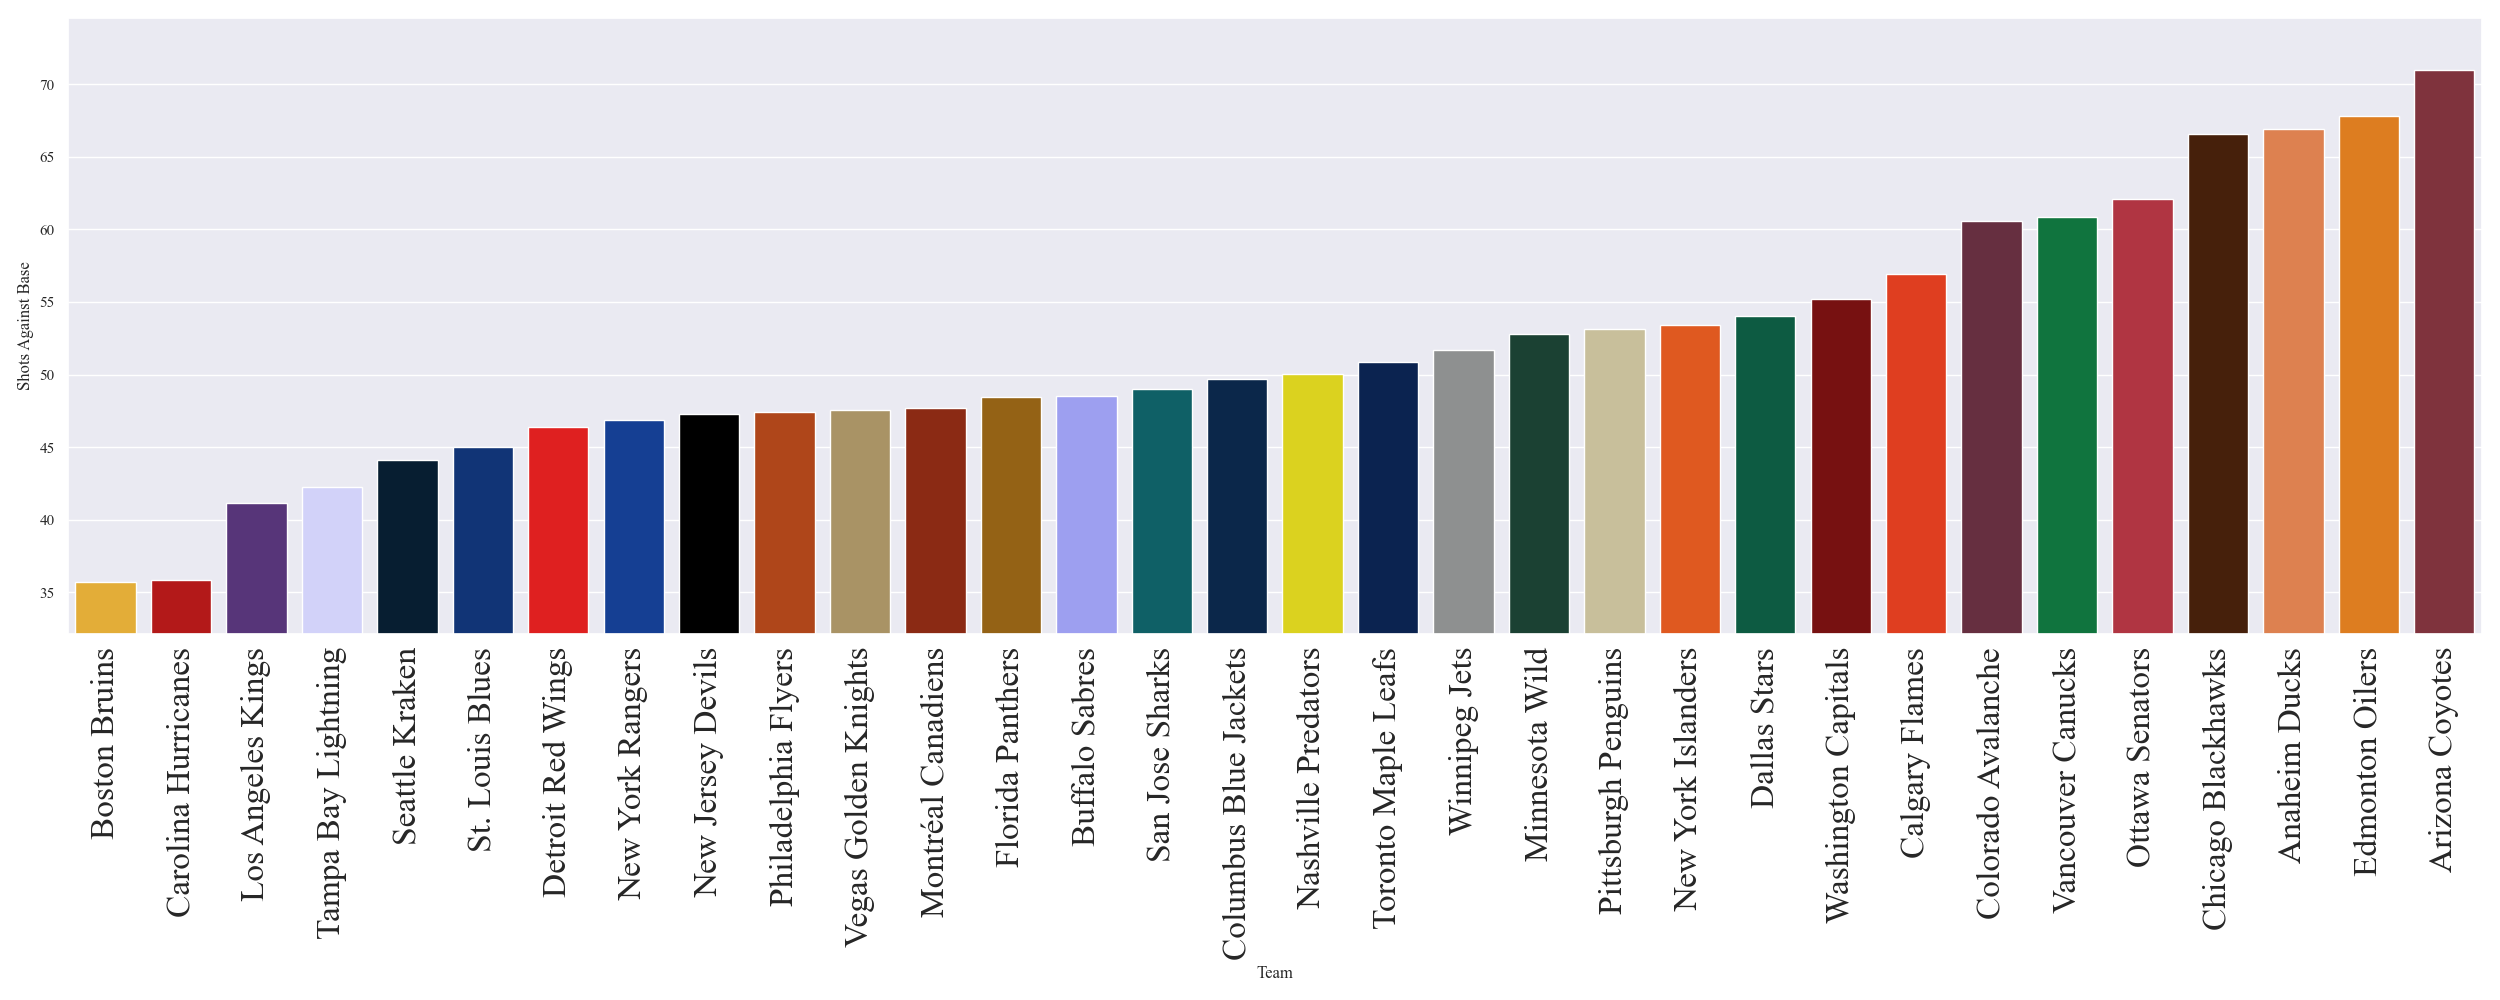 70
65
60
55
50
45
40
35
Shots Against Base
Boston Bruins
Carolina Hurricanes
Los Angeles Kings
Tampa Bay Lightning
Seattle Kraken
St. Louis Blues
Detroit Red Wings
New York Rangers
New Jersey Devils
Philadelphia Flyers
Vegas Golden Knights
Montréal Canadiens
Florida Panthers
Buffalo Sabres
San Jose Sharks
Columbus Blue Jackets
Nashville Predators
Toronto Maple Leafs
Winnipeg Jets
Minnesota Wild
Pittsburgh Penguins
New York Islanders
Dallas Stars
Washington Capitals
Calgary Flames
Colorado Avalanche
Vancouver Canucks
Ottawa Senators
Chicago Blackhawks
Anaheim Ducks
Edmonton Oilers
Arizona Coyotes
Team